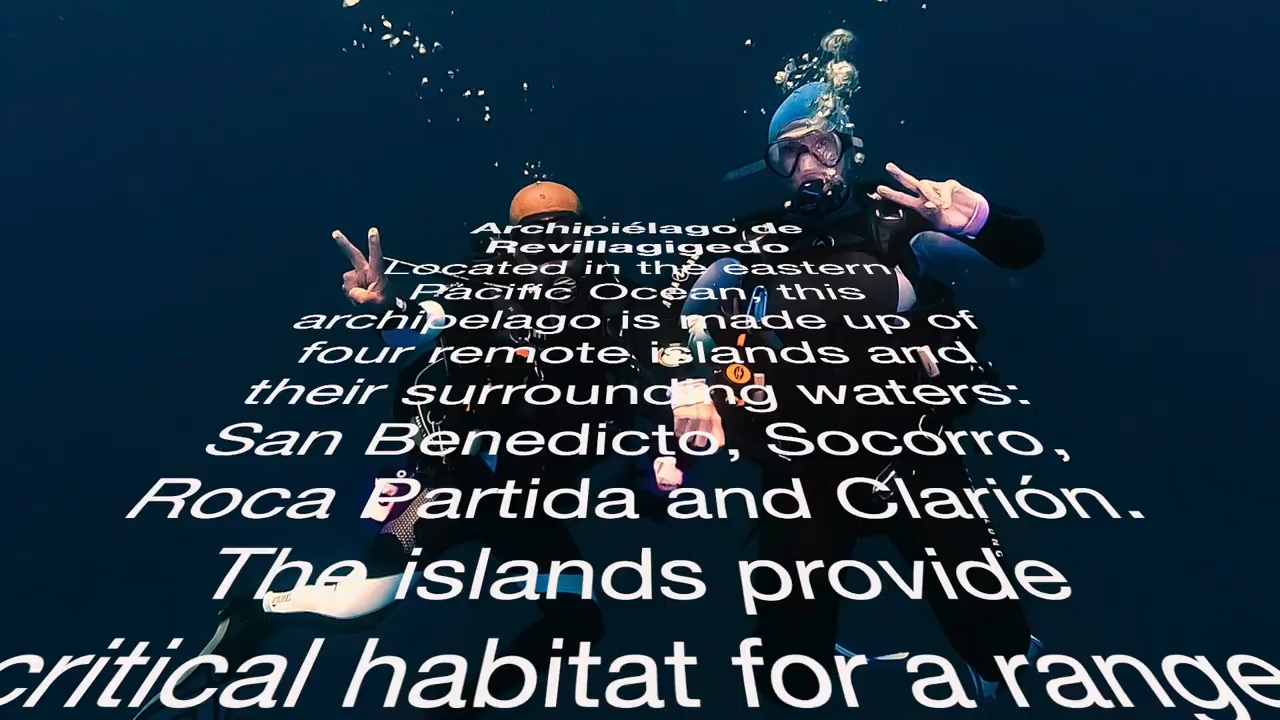 Archipiélago de
Revillagigedo
Located in the eastern
Pacific Ocean, this
archipelago is made up of
four remote islands and
their surrounding waters:
San Benedicto, Socorro,
Roca Partida and Clarión.
The islands provide
critical habitat for a range